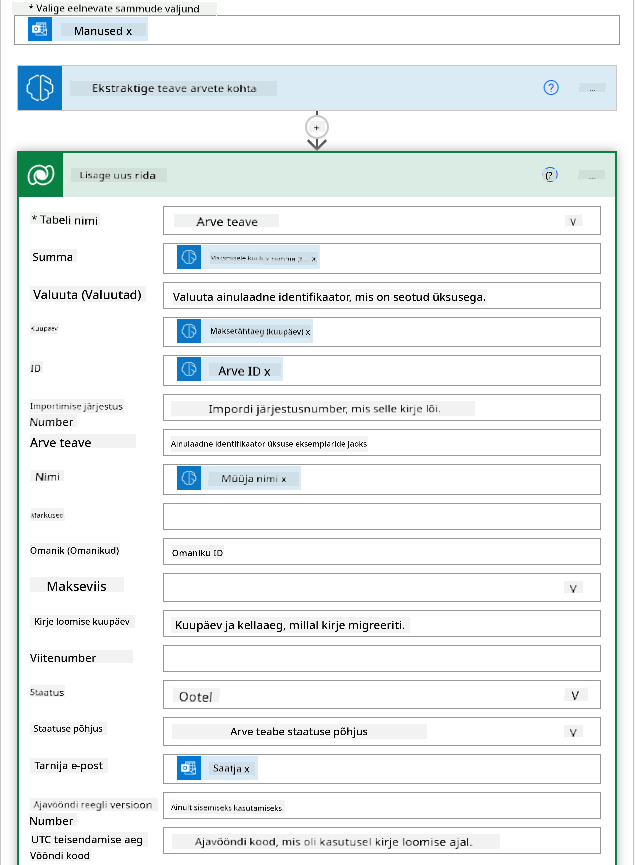 * Valige eelnevate sammude valjund
Manused x
Ekstraktige teave arvete kohta
?
...
+
Lisage uus rida
(?
...
* Tabeli nimi
Arve teave
Summa
Maksmisele kuuluv summa (t... x
Valuuta (Valuutad)
Valuuta ainulaadne identifikaator, mis on seotud üksusega.
Kuupäev
Maksetähtaeg (kuupäev) x
ID
Arve ID x
Importimise järjestus
Number
Impordi järjestusnumber, mis selle kirje lõi.
Arve teave
Ainulaadne identifikaator üksuse eksemplaride jaoks
Nimi
Müüja nimi x
Märkused
Omanik (Omanikud)
Omaniku ID
Makseviis
Kirje loomise kuupäev
Kuupäev ja kellaaeg, millal kirje migreeriti.
Viitenumber
Staatus
Ootel
Staatuse põhjus
Arve teabe staatuse põhjus
Tarnija e-post
Saatja x
Ajavööndi reegli versioon
Number
Ainult sisemiseks kasutamiseks
UTC teisendamise aeg
Vööndi kood
Ajavööndi kood, mis oli kasutusel kirje loomise ajal.